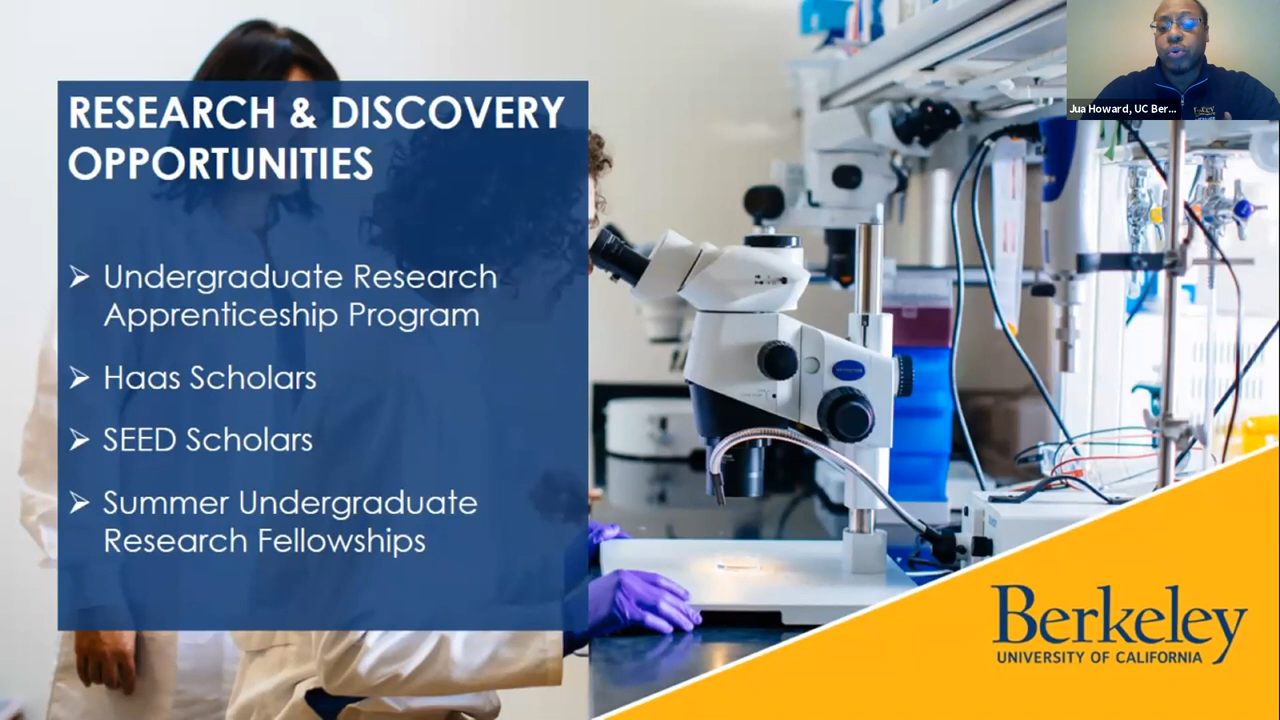 RESEARCH & DISCOVERY
OPPORTUNITIES
➢ Undergraduate Research
Apprenticeship Program
➢ Haas Scholars
➢ SEED Scholars
➢ Summer Undergraduate
Research Fellowships
Jua Howard, UC Ber...
Berkeley
UNIVERSITY OF CALIFORNIA